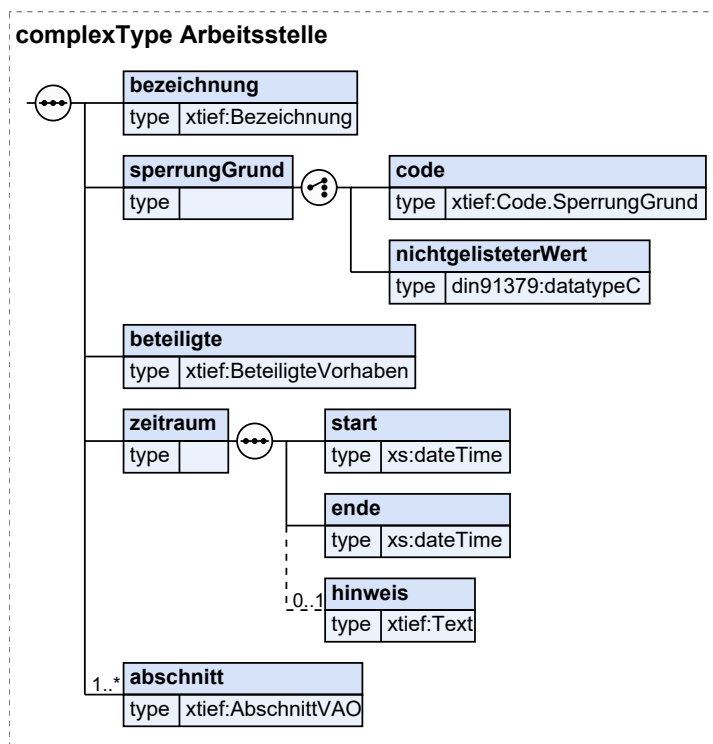 complexType Arbeitsstelle
bezeichnung
type xtief:Bezeichnung
sperrungGrund
type
code
type xtief:Code.SperrungGrund
nichtgelisteterWert
type din91379:datatypeC
beteiligte
type xtief:BeteiligteVorhaben
zeitraum
type
start
type xs:dateTime
ende
type xs:dateTime
0..1
hinweis
type xtief:Text
1..*
abschnitt
type xtief:AbschnittVAO